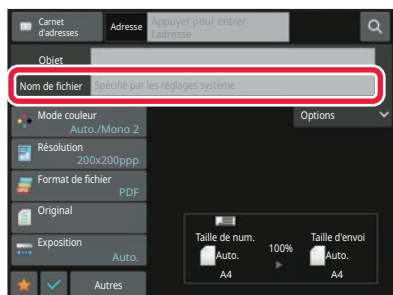 Carnet
d'adresses
Adresse
Appuyer pour entrer
l'adresse
Objet
Nom de fichier
Spécifié par les réglages système
Mode couleur
Auto./Mono 2
Options
Résolution
200x200ppp
Format de fichier
PDF
Original
Exposition
Auto.
Taille de num.
Auto.
A4
100%
Taille d'envoi
Auto.
A4
Autres